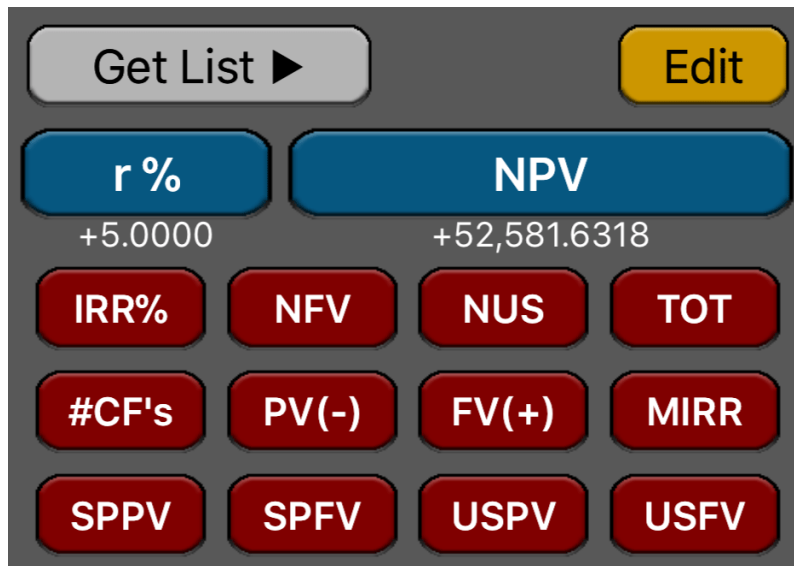 Get List ▶ Edit
r % NPV
+5.0000 +52,581.6318
IRR% NFV NUS TOT
#CF's PV(-) FV(+) MIRR
SPPV SPFV USPV USFV